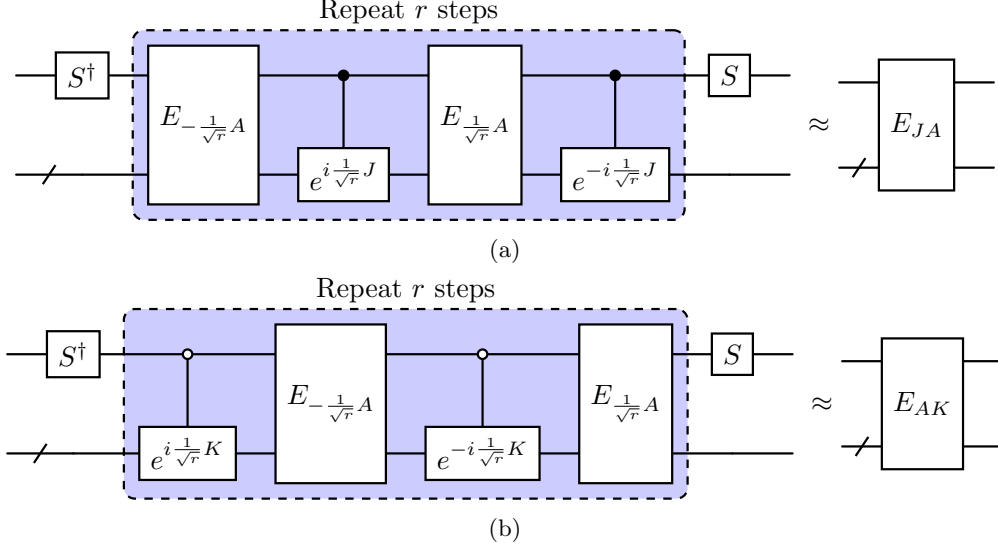 Repeat r steps
S† E_{-\frac{1}{\sqrt{r}}A} e^{i\frac{1}{\sqrt{r}}J} E_{\frac{1}{\sqrt{r}}A} e^{-i\frac{1}{\sqrt{r}}J} S ≈ E_{JA}
(a)
Repeat r steps
S† e^{i\frac{1}{\sqrt{r}}K} E_{-\frac{1}{\sqrt{r}}A} e^{-i\frac{1}{\sqrt{r}}K} E_{\frac{1}{\sqrt{r}}A} S ≈ E_{AK}
(b)